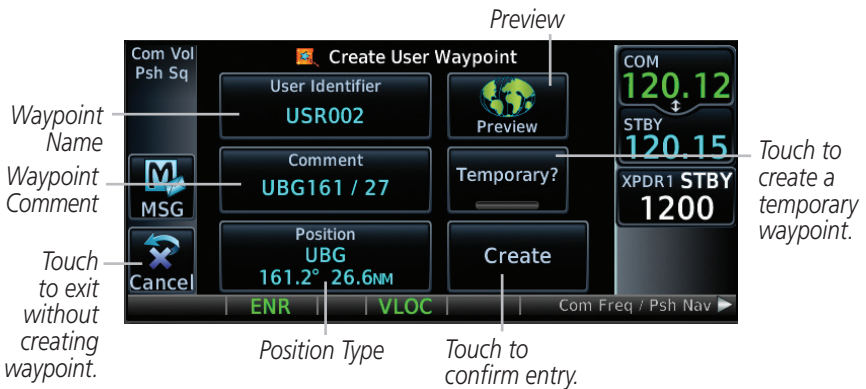 Preview
Com Vol
Psh Sq
Create User Waypoint
COM
120.12
User Identifier
USR002
Preview
STBY
120.15
Waypoint
Name
Waypoint
Comment
Comment
UBG161 / 27
Temporary?
Touch to
create a
temporary
waypoint.
MSG
XPDR1 STBY
1200
Position
UBG
161.2° 26.6NM
Create
Cancel
Touch
to exit
without
creating
waypoint.
ENR
VLOC
Com Freq / Psh Nav
Position Type
Touch to
confirm entry.